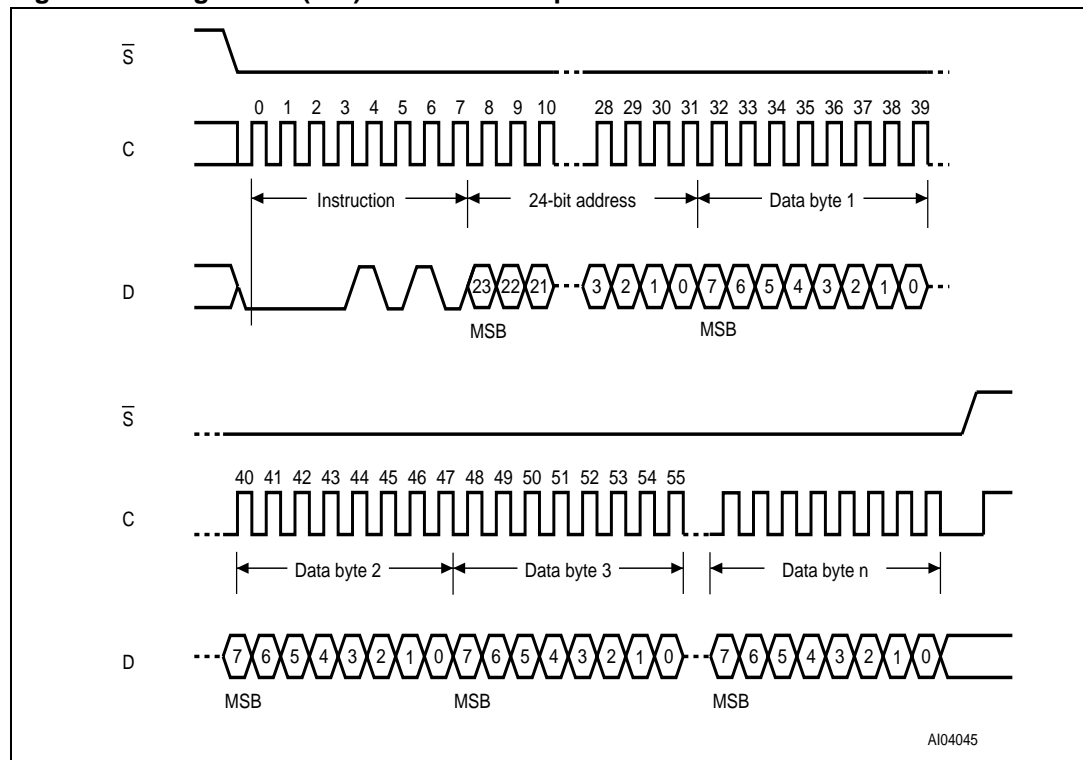 S
0 1 2 3 4 5 6 7 8 9 10 28 29 30 31 32 33 34 35 36 37 38 39
C
Instruction 24-bit address Data byte 1
D 23 22 21 3 2 1 0 7 6 5 4 3 2 1 0
MSB MSB
S
40 41 42 43 44 45 46 47 48 49 50 51 52 53 54 55
C
Data byte 2 Data byte 3 Data byte n
D 7 6 5 4 3 2 1 0 7 6 5 4 3 2 1 0 7 6 5 4 3 2 1 0
MSB MSB MSB
AI04045